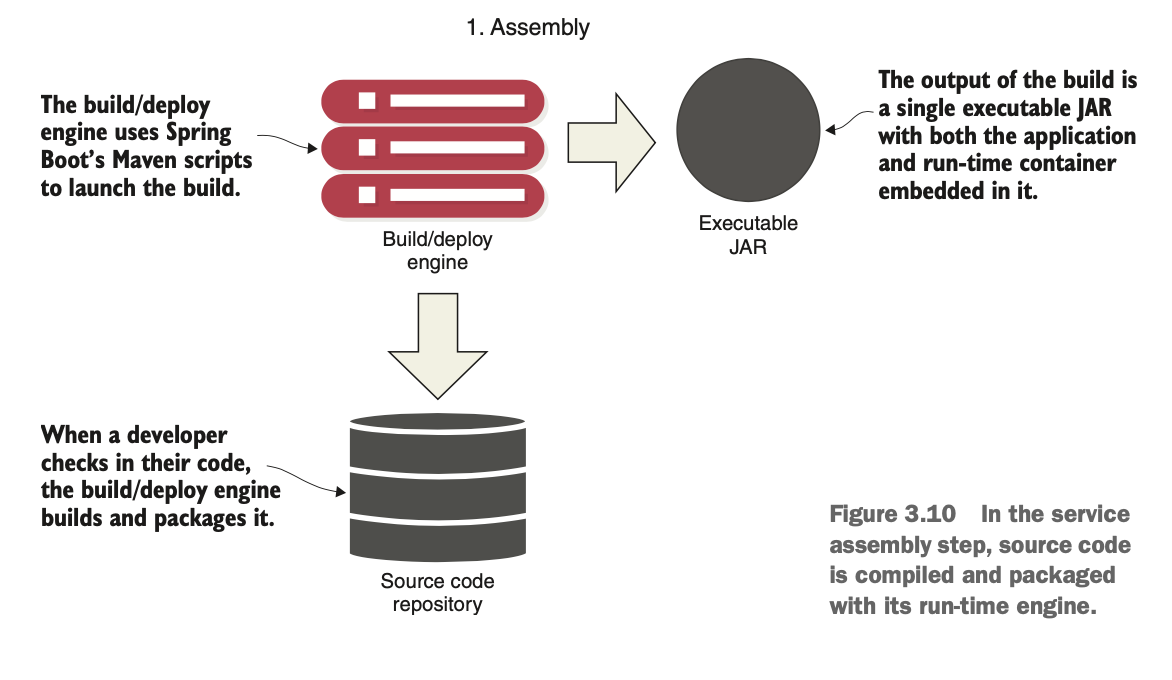 1. Assembly
The build/deploy
engine uses Spring
Boot’s Maven scripts
to launch the build.
Build/deploy
engine
Executable
JAR
The output of the build is
a single executable JAR
with both the application
and run-time container
embedded in it.
When a developer
checks in their code,
the build/deploy engine
builds and packages it.
Source code
repository
Figure 3.10 In the service
assembly step, source code
is compiled and packaged
with its run-time engine.